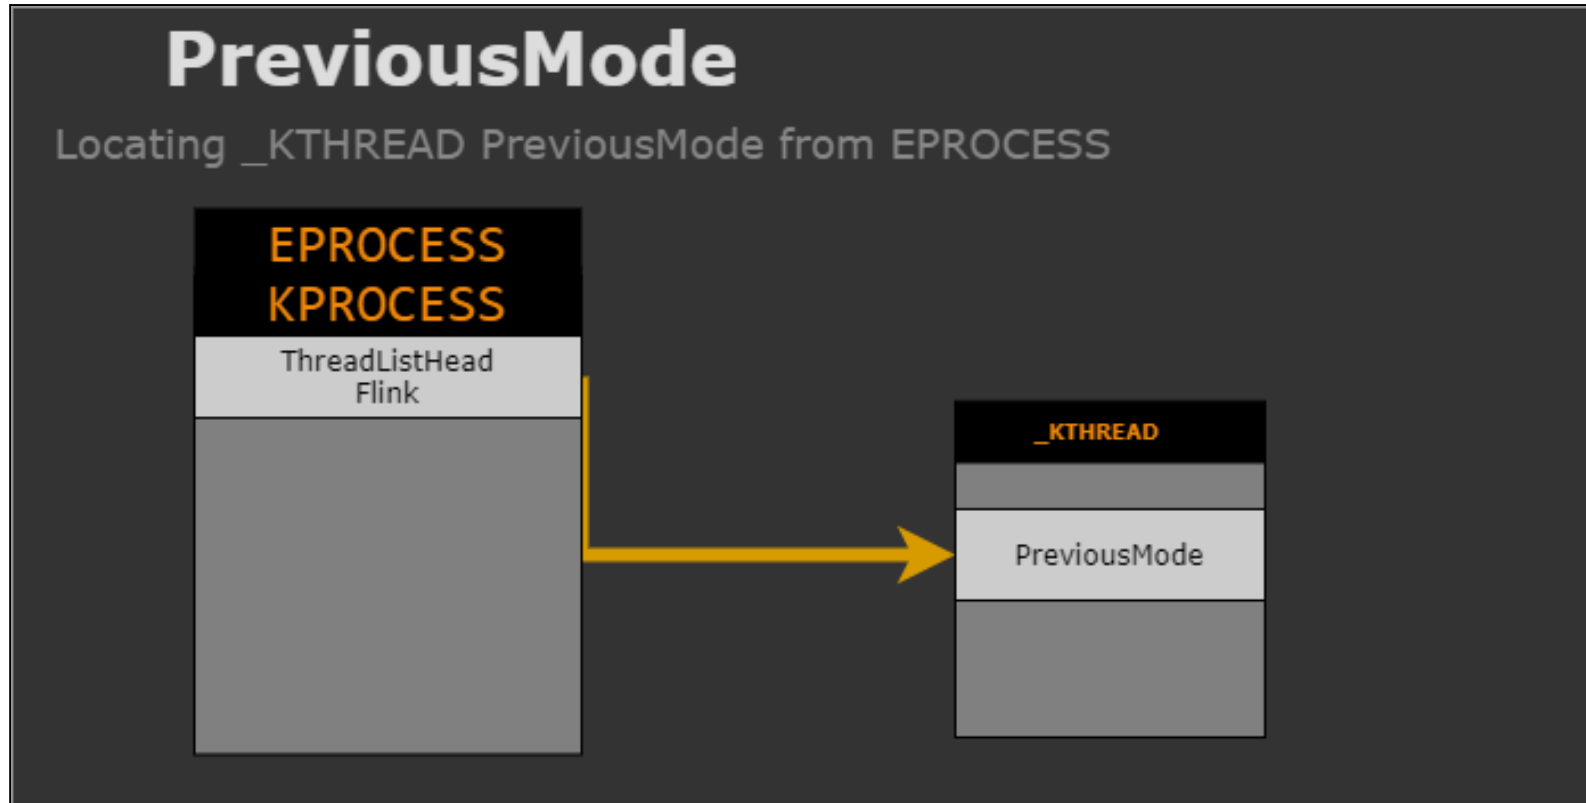 PreviousMode
Locating _KTHREAD PreviousMode from EPROCESS
EPROCESS
KPROCESS
ThreadListHead
Flink
_KTHREAD
PreviousMode